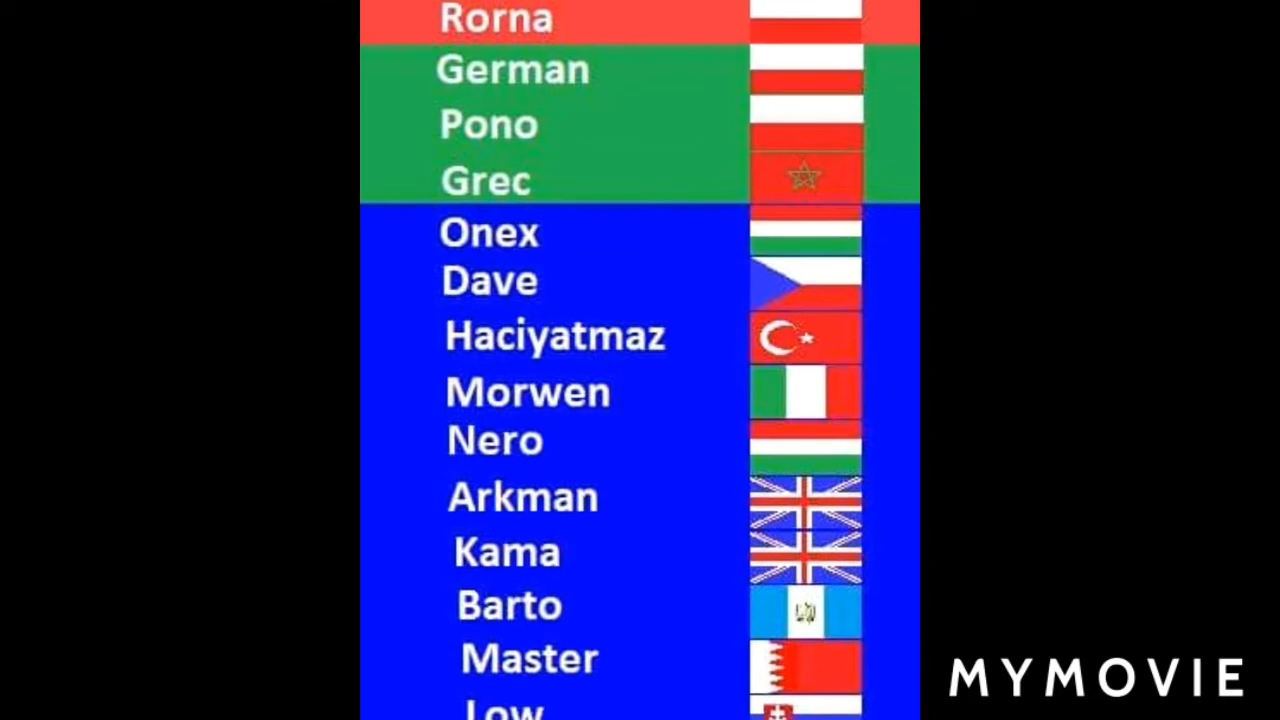 Rorna
German
Pono
Grec
Onex
Dave
Haciyatmaz
Morwen
Nero
Arkman
Kama
Barto
Master
Low
MYMOVIE